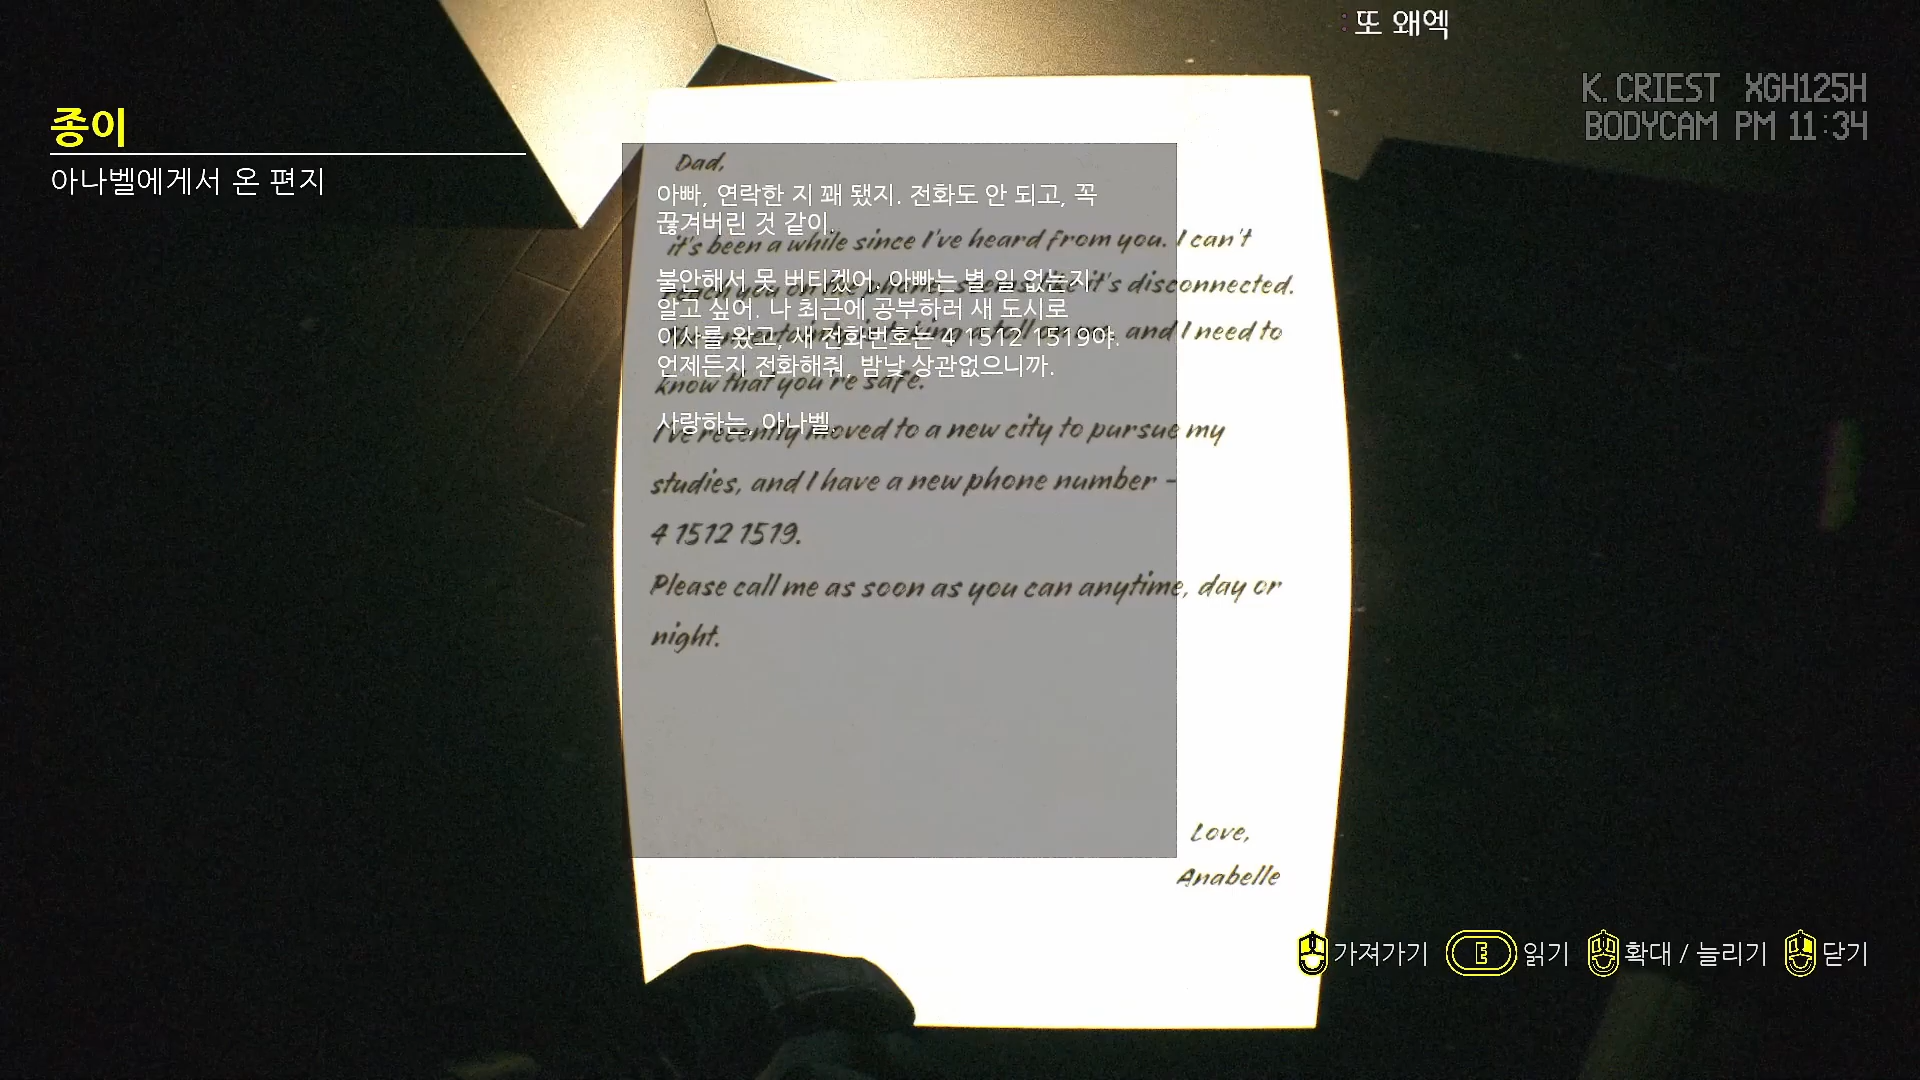 : 또 왜엑
K. CRIEST XGH125H
BODYCAM PM 11:34
종이
아나벨에게서 온 편지
Dad,
아빠, 연락한 지 꽤 됐지. 전화도 안 되고, 꼭
끊겨버린 것 같이.
it's been a while since I've heard from you. I can't
불안해서 못 버티겠어. 아빠는 별 일 없는지
reach you on the phone, it's disconnected.
알고 싶어. 나 최근에 공부하러 새 도시로
이사를 왔고, 새 전화번호는 4 1512 1519야.
and I need to
언제든지 전화해줘, 밤낮 상관없으니까.
know that you're safe.
사랑하는, 아나벨.
I've recently moved to a new city to pursue my
studies, and I have a new phone number -
4 1512 1519.
Please call me as soon as you can anytime, day or
night.
Love,
Anabelle
가져가기 E 읽기 확대 / 늘리기 닫기